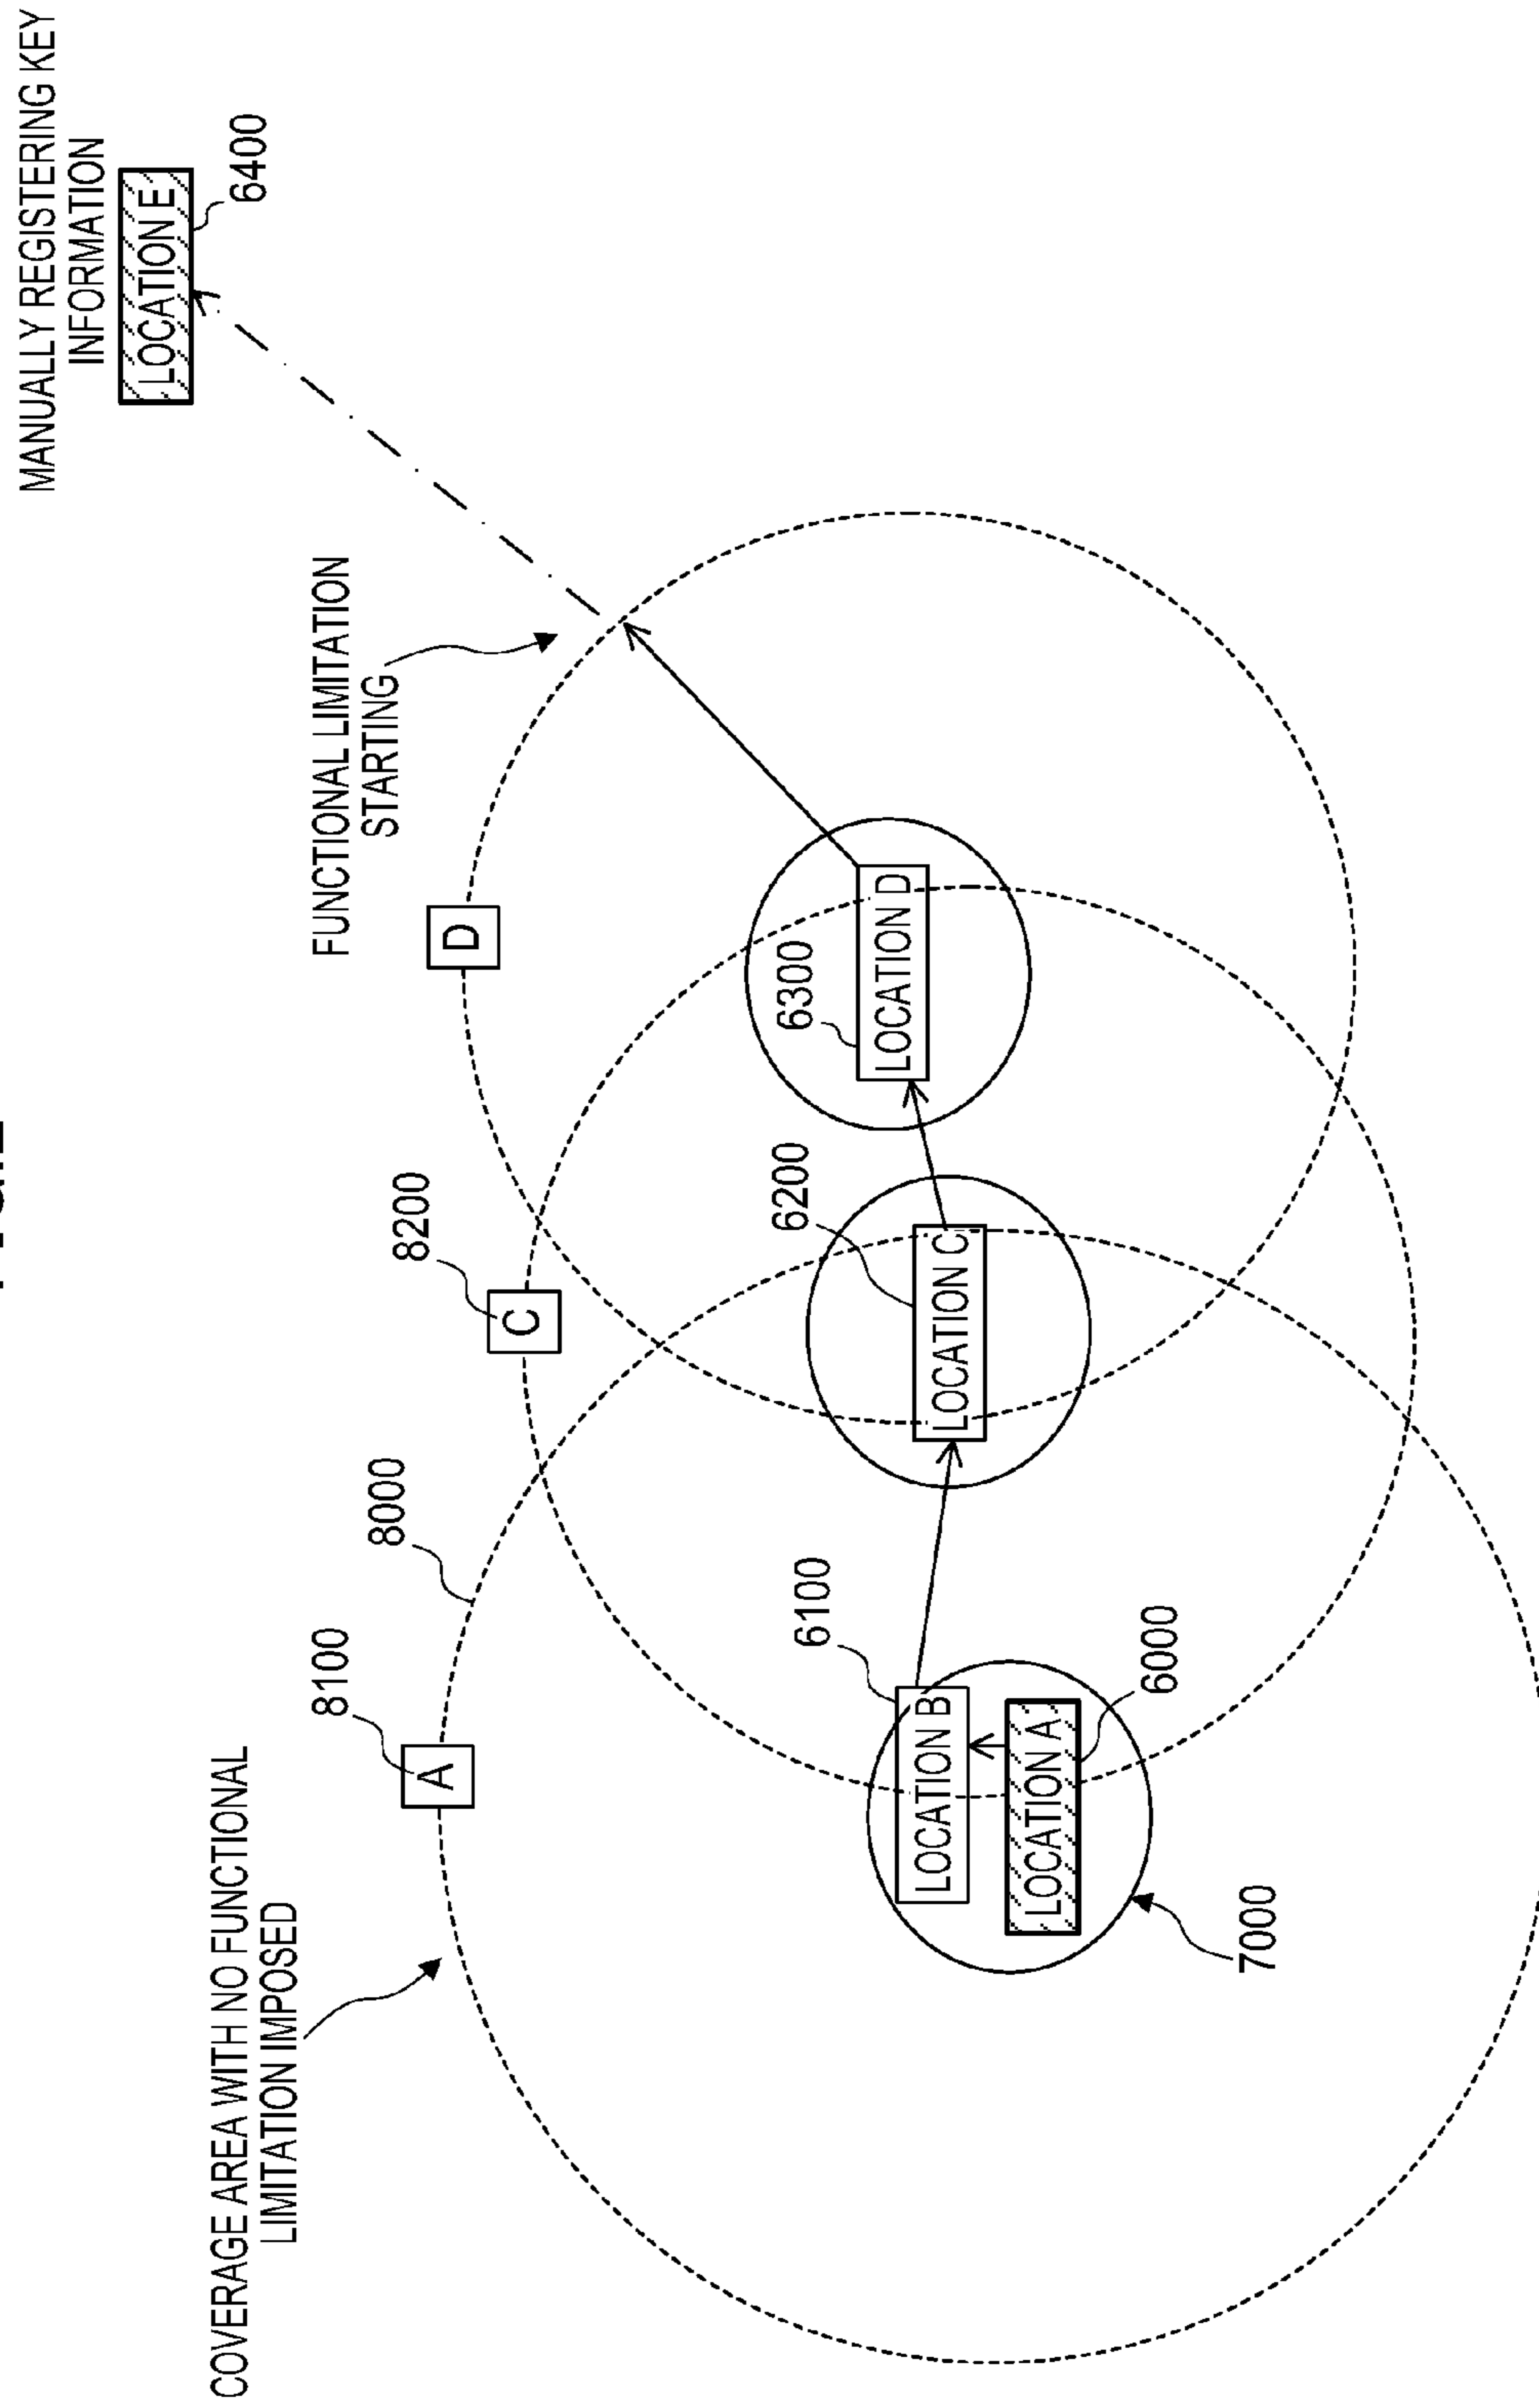 MANUALLY REGISTERING KEY
INFORMATION
LOCATION E
6400
FUNCTIONAL LIMITATION
STARTING
D
8200
C
8000
8100
A
COVERAGE AREA WITH NO FUNCTIONAL
LIMITATION IMPOSED
6300
LOCATION D
6200
LOCATION C
6100
LOCATION B
LOCATION A
6000
7000